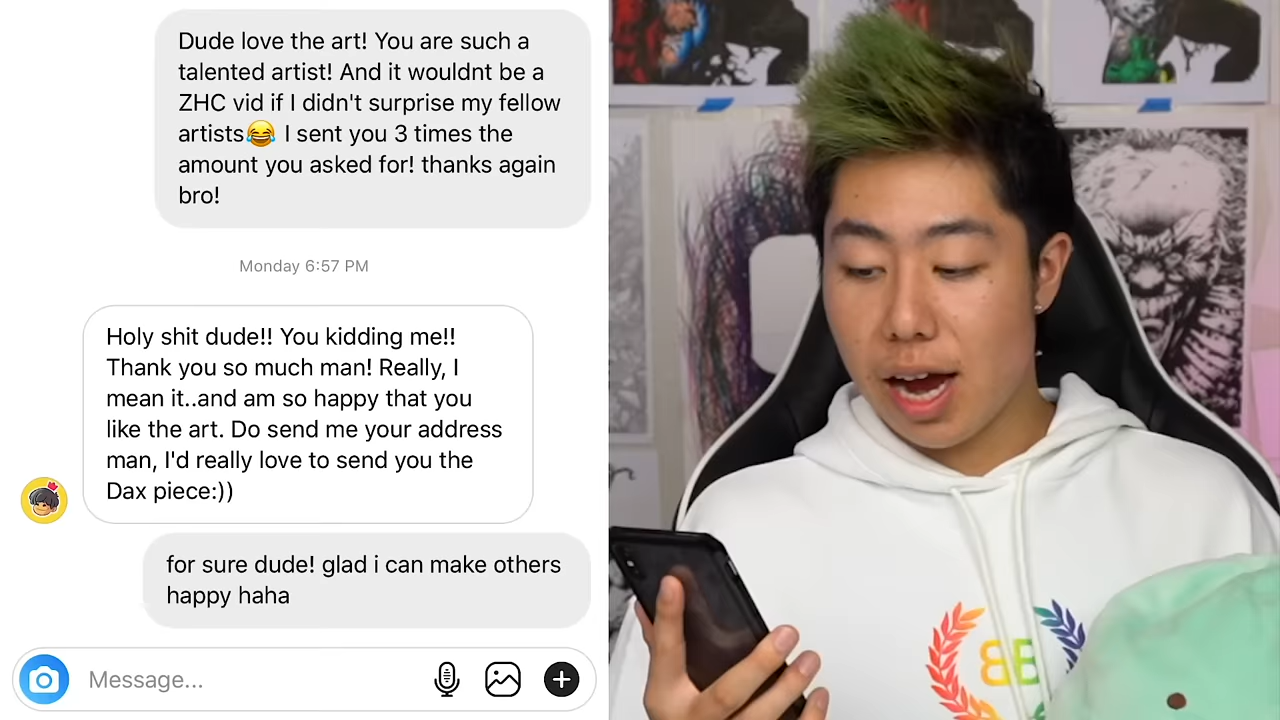 Dude love the art! You are such a
talented artist! And it wouldnt be a
ZHC vid if I didn't surprise my fellow
artists😂 I sent you 3 times the
amount you asked for! thanks again
bro!
Monday 6:57 PM
Holy shit dude!! You kidding me!!
Thank you so much man! Really, I
mean it..and am so happy that you
like the art. Do send me your address
man, I'd really love to send you the
Dax piece:))
for sure dude! glad i can make others
happy haha
Message...
BB